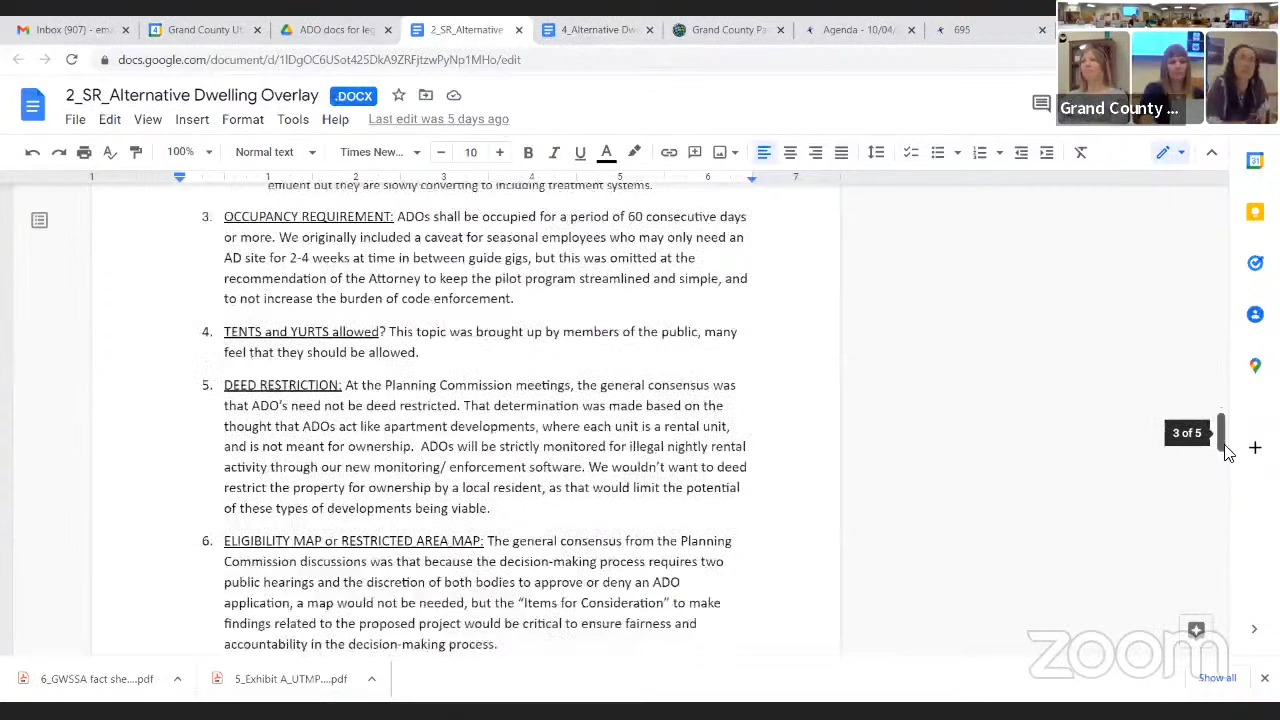 Inbox (907) - em
Grand County Ut
ADO docs for
2_SR_Alternative
4_Alternative Dw
Grand County Pa
Agenda - 10/04/
695
docs.google.com/document/d/1lDgOC6USot425DkA9ZRFjtzwPyNp1MHo/edit
2_SR_Alternative Dwelling Overlay .DOCX
File Edit View Insert Format Tools Help Last edit was 5 days ago
Grand County ...
100% Normal text Times New... 10
1 1 2 3 4 5 6 7
effluent but they are slowly converting to including treatment systems.
3. OCCUPANCY REQUIREMENT: ADOs shall be occupied for a period of 60 consecutive days
or more. We originally included a caveat for seasonal employees who may only need an
AD site for 2-4 weeks at time in between guide gigs, but this was omitted at the
recommendation of the Attorney to keep the pilot program streamlined and simple, and
to not increase the burden of code enforcement.
4. TENTS and YURTS allowed? This topic was brought up by members of the public, many
feel that they should be allowed.
5. DEED RESTRICTION: At the Planning Commission meetings, the general consensus was
that ADO's need not be deed restricted. That determination was made based on the
thought that ADOs act like apartment developments, where each unit is a rental unit,
and is not meant for ownership. ADOs will be strictly monitored for illegal nightly rental
activity through our new monitoring/ enforcement software. We wouldn't want to deed
restrict the property for ownership by a local resident, as that would limit the potential
of these types of developments being viable.
3 of 5
6. ELIGIBILITY MAP or RESTRICTED AREA MAP: The general consensus from the Planning
Commission discussions was that because the decision-making process requires two
public hearings and the discretion of both bodies to approve or deny an ADO
application, a map would not be needed, but the “Items for Consideration” to make
findings related to the proposed project would be critical to ensure fairness and
accountability in the decision-making process.
zoom
6_GWSSA fact she....pdf
5_Exhibit A_UTMP....pdf
Show all